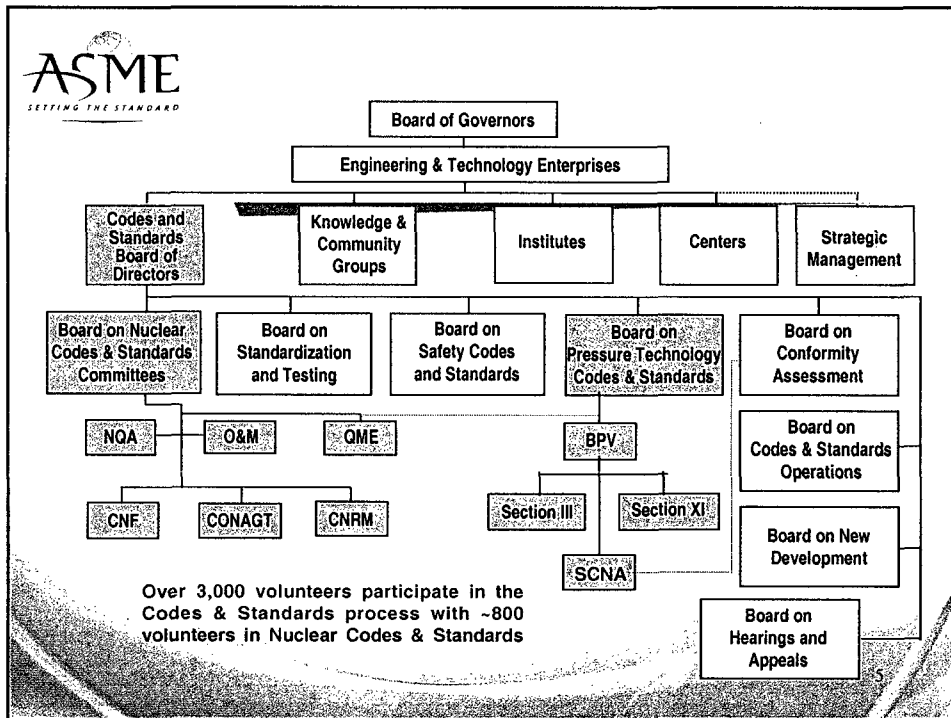 ASME
SETTING THE STANDARD
Board of Governors
Engineering & Technology Enterprises
Codes and
Standards
Board of
Directors
Knowledge &
Community
Groups
Institutes
Centers
Strategic
Management
Board on Nuclear
Codes & Standards
Committees
Board on
Standardization
and Testing
Board on
Safety Codes
and Standards
Board on
Pressure Technology
Codes & Standards
Board on
Conformity
Assessment
NQA
O&M
QME
BPV
Board on
Codes & Standards
Operations
CNF
CONAGT
CNRM
Section III
Section XI
SCNA
Board on New
Development
Over 3,000 volunteers participate in the
Codes & Standards process with ~800
volunteers in Nuclear Codes & Standards
Board on
Hearings and
Appeals
5